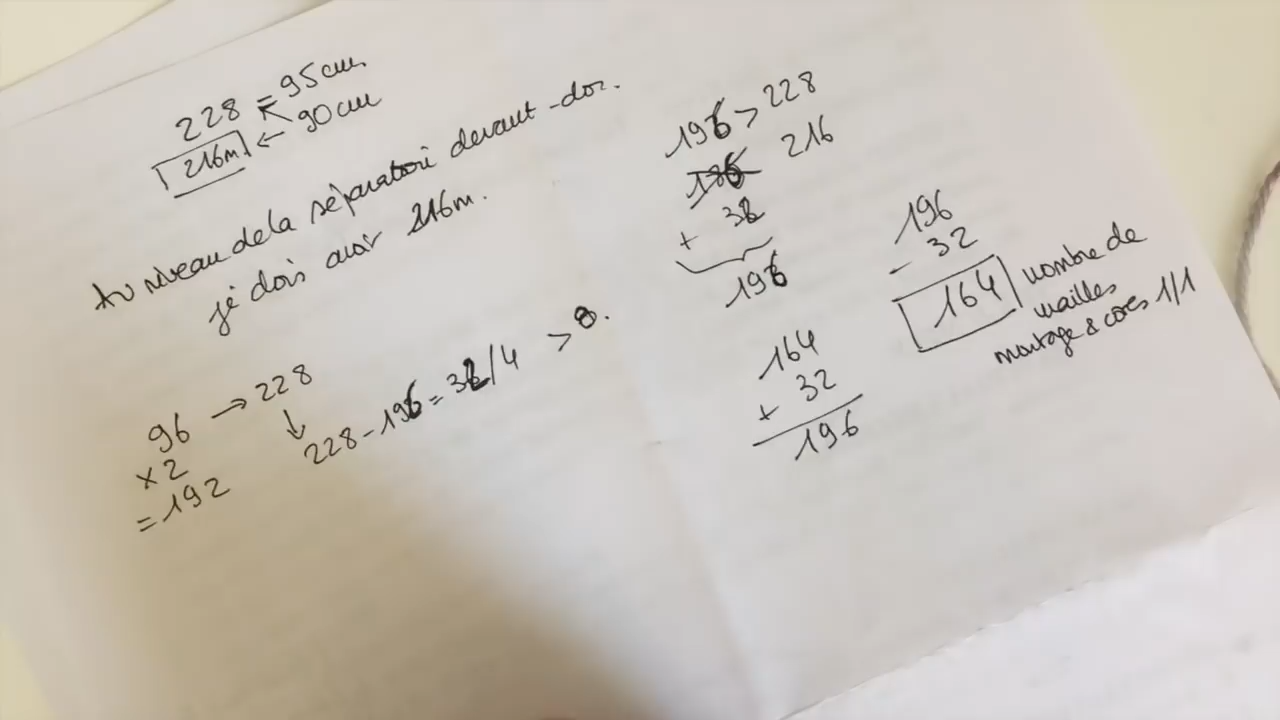 228 = 95cm
216m ← 90cm
Au niveau de la séparation devant-dos.
je dois avoir 216m.
96 → 228
×2
= 192
↓
228 - 196 = 32/4 > 8.
196 > 228
216
+ 32
196
164
+ 32
196
196
- 32
164 nombre de
mailles
montage & cotes 1/1